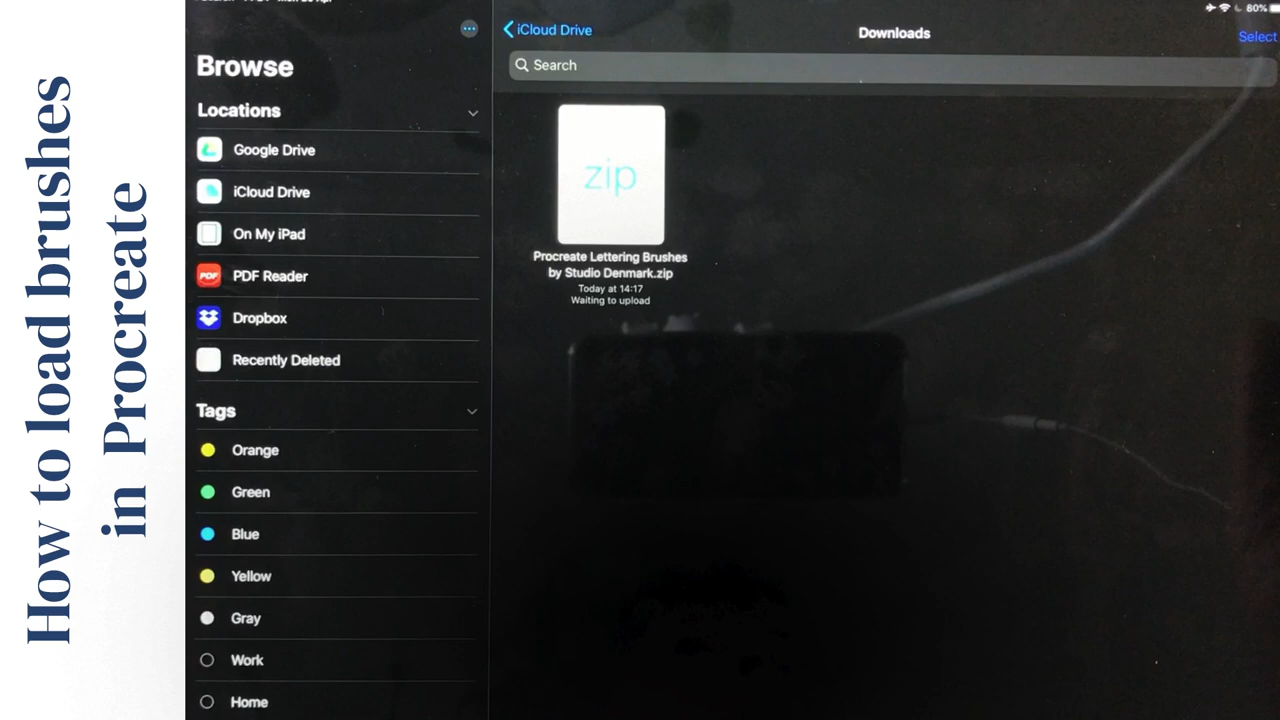 How to load brushes
in Procreate
80%
Browse
Locations
Google Drive
iCloud Drive
On My iPad
PDF
PDF Reader
Dropbox
Recently Deleted
Tags
Orange
Green
Blue
Yellow
Gray
Work
Home
iCloud Drive
Downloads
Select
Search
zip
Procreate Lettering Brushes
by Studio Denmark.zip
Today at 14:17
Waiting to upload